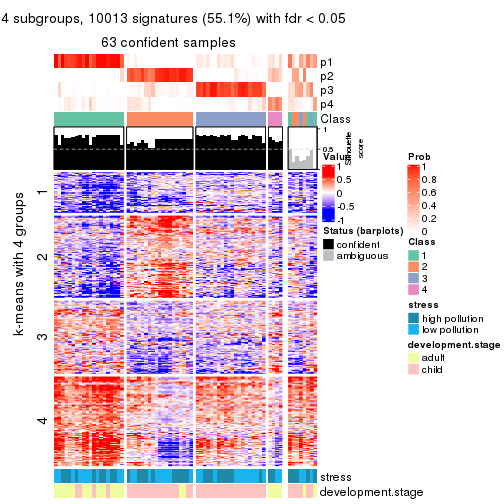 4 subgroups, 10013 signatures (55.1%) with fdr < 0.05
63 confident samples
p1
p2
p3
p4
Class
1
0.5
0
Silhouette
score
k-means with 4 groups
1
2
3
4
stress
development.stage
Value
1
0.5
0
-0.5
-1
Status (barplots)
confident
ambiguous
Prob
1
0.8
0.6
0.4
0.2
0
Class
1
2
3
4
stress
high pollution
low pollution
development.stage
adult
child